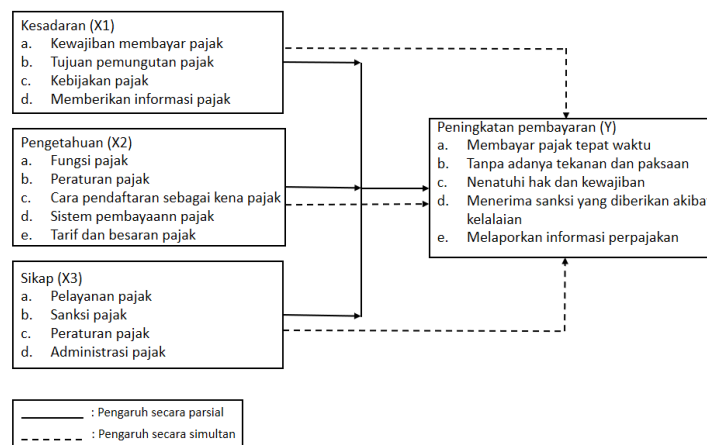 Kesadaran (X1)
a. Kewajiban membayar pajak
b. Tujuan pemungutan pajak
c. Kebijakan pajak
d. Memberikan informasi pajak
Pengetahuan (X2)
a. Fungsi pajak
b. Peraturan pajak
c. Cara pendaftaran sebagai kena pajak
d. Sistem pembayaann pajak
e. Tarif dan besaran pajak
Sikap (X3)
a. Pelayanan pajak
b. Sanksi pajak
c. Peraturan pajak
d. Administrasi pajak
Peningkatan pembayaran (Y)
a. Membayar pajak tepat waktu
b. Tanpa adanya tekanan dan paksaan
c. Nenatuhi hak dan kewajiban
d. Menerima sanksi yang diberikan akiba
kelalaian
e. Melaporkan informasi perpajakan
: Pengaruh secara parsial
: Pengaruh secara simultan